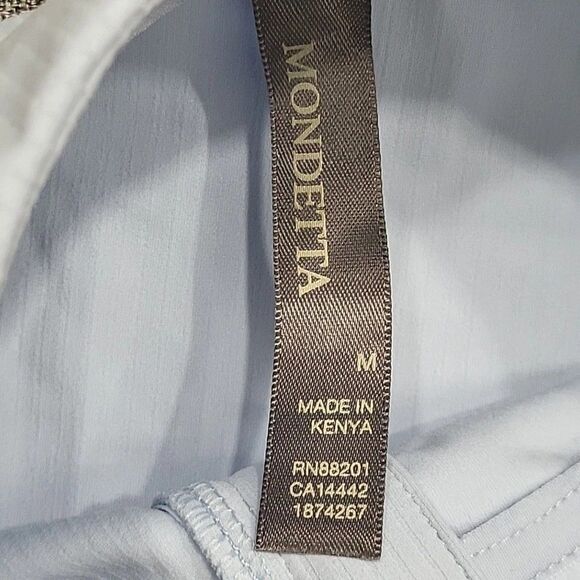 MONDETTA
M
MADE IN
KENYA
RN88201
CA14442
1874267